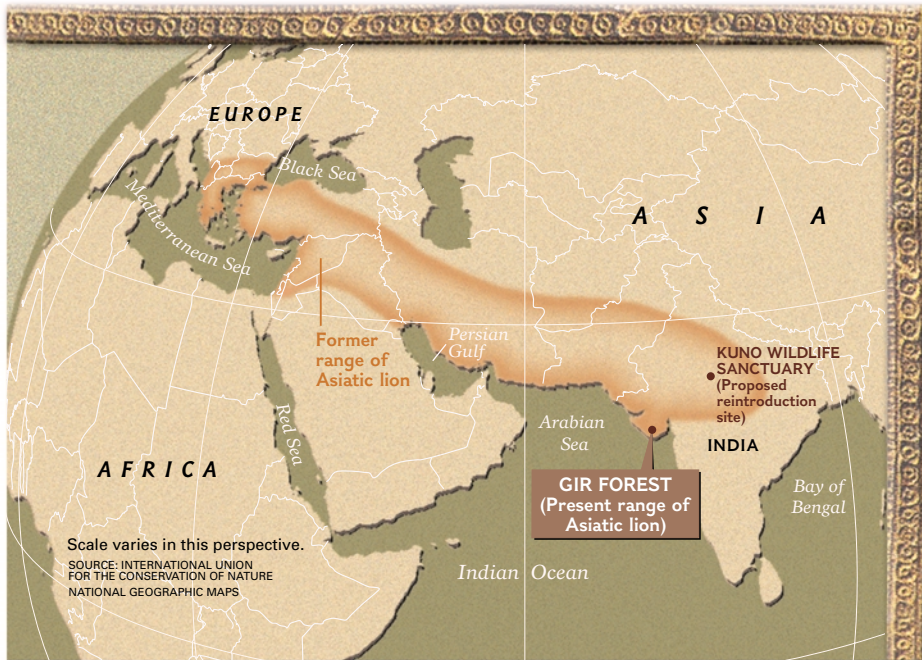 EUROPE
Black Sea
Mediterranean Sea
ASIA
Former
range of
Asiatic lion
Persian
Gulf
KUNO WILDLIFE
SANCTUARY
(Proposed
reintroduction
site)
Red Sea
Arabian
Sea
INDIA
AFRICA
GIR FOREST
(Present range of
Asiatic lion)
Bay of
Bengal
Scale varies in this perspective.
SOURCE: INTERNATIONAL UNION
FOR THE CONSERVATION OF NATURE
NATIONAL GEOGRAPHIC MAPS
Indian Ocean